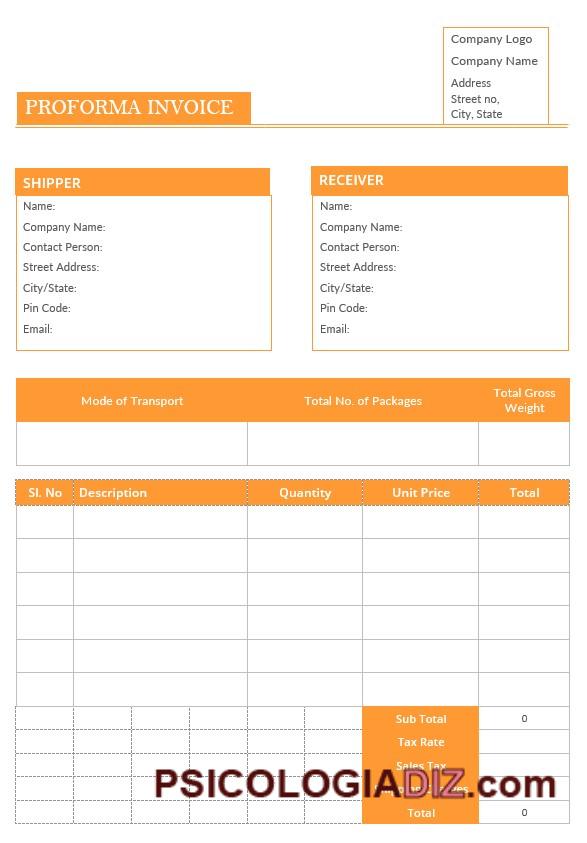 Company Logo
Company Name
Address
Street no,
City, State
PROFORMA INVOICE
SHIPPER
Name:
Company Name:
Contact Person:
Street Address:
City/State:
Pin Code:
Email:
RECEIVER
Name:
Company Name:
Contact Person:
Street Address:
City/State:
Pin Code:
Email:
Mode of Transport
Total No. of Packages
Total Gross
Weight
Sl. No Description Quantity Unit Price Total
Sub Total 0
Tax Rate
Sales Tax
PSICOLOGIADIZ.com
Total 0